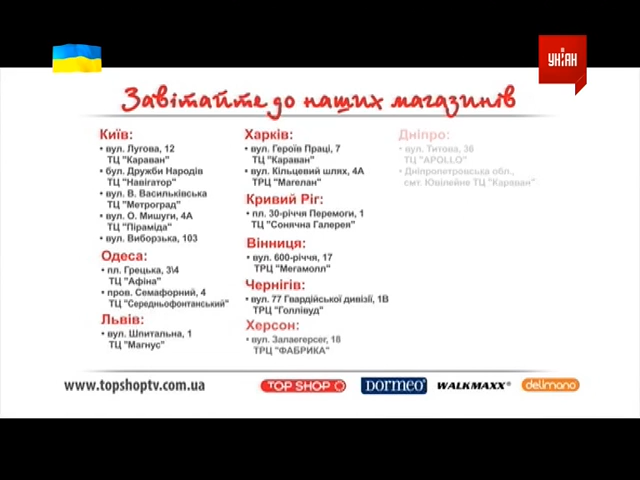 УНІАН
Завітайте до наших магазинів
Київ:
• вул. Лугова, 12
ТЦ "Караван"
• бул. Дружби Народів
ТЦ "Навігатор"
• вул. В. Васильківська
ТЦ "Метроград"
• вул. О. Мишуги, 4А
ТЦ "Піраміда"
• вул. Виборзька, 103
Одеса:
• пл. Грецька, 3\4
ТЦ "Афіна"
• пров. Семафорний, 4
ТЦ "Середньофонтанський"
Львів:
• вул. Шпитальна, 1
ТЦ "Магнус"
Харків:
• вул. Героїв Праці, 7
ТЦ "Караван"
• вул. Кільцевий шлях, 4А
ТРЦ "Магелан"
Кривий Ріг:
• пл. 30-річчя Перемоги, 1
ТЦ "Сонячна Галерея"
Вінниця:
• вул. 600-річчя, 17
ТРЦ "Мегамолл"
Чернігів:
• вул. 77 Гвардійської дивізії, 1В
ТРЦ "Голлівуд"
Херсон:
• вул. Залаегерсег, 18
ТРЦ "ФАБРИКА"
Дніпро:
• вул. Титова, 36
ТЦ "APOLLO"
• Дніпропетровська обл.,
смт. Ювілейне ТЦ "Караван"
www.topshoptv.com.ua
TOP SHOP
DORMEO
WALKMAXX®
delimano